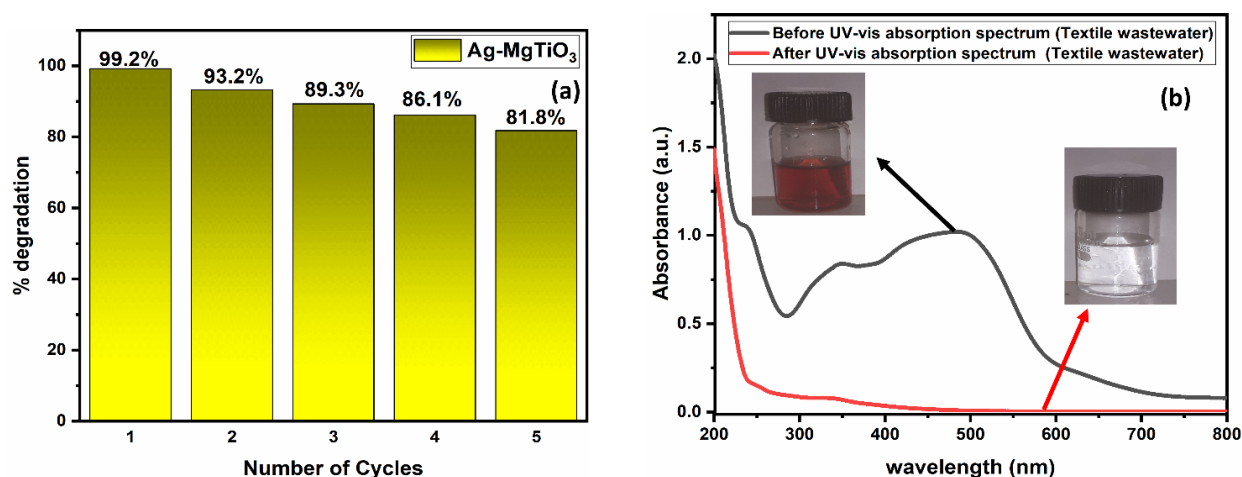 Ag-MgTiO3
(a)
99.2%
93.2%
89.3%
86.1%
81.8%
100
80
60
40
20
0
% degradation
1 2 3 4 5
Number of Cycles
Before UV-vis absorption spectrum (Textile wastewater)
After UV-vis absorption spectrum (Textile wastewater)
(b)
2.0
1.5
1.0
0.5
0.0
Absorbance (a.u.)
200 300 400 500 600 700 800
wavelength (nm)